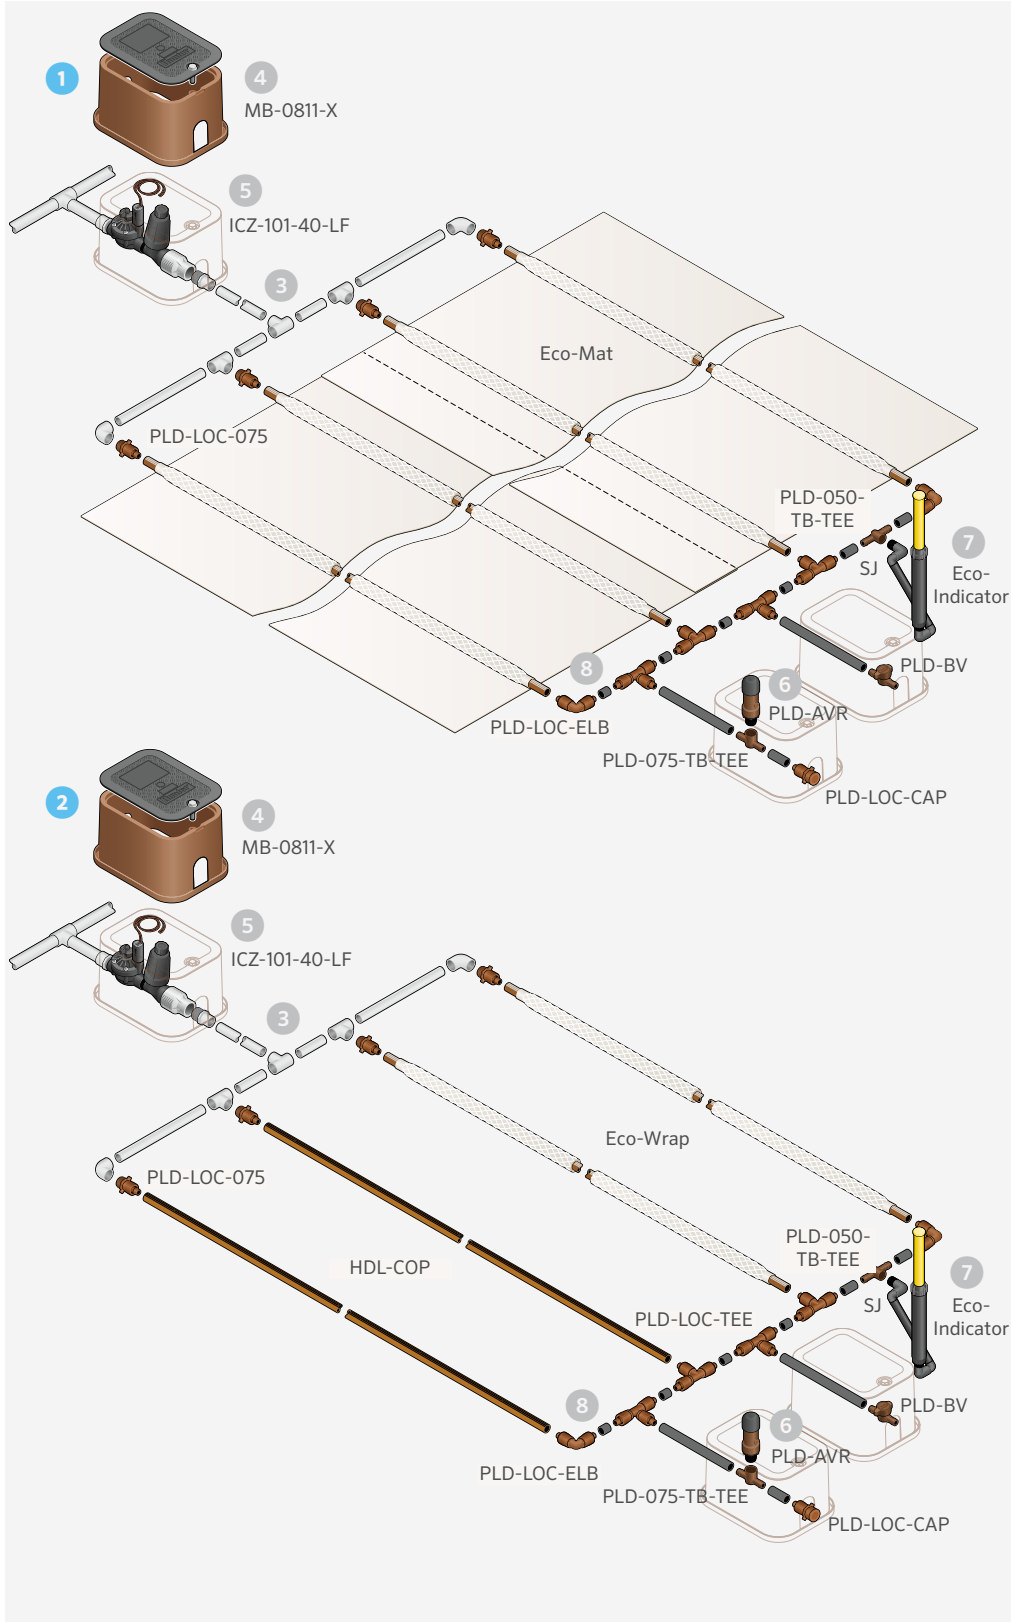 1
4
MB-0811-X
5
ICZ-101-40-LF
3
Eco-Mat
PLD-LOC-075
PLD-050-
TB-TEE
7
SJ
Eco-
Indicator
8
PLD-BV
6
PLD-AVR
PLD-LOC-ELB
PLD-075-TB-TEE
PLD-LOC-CAP
2
4
MB-0811-X
5
ICZ-101-40-LF
3
Eco-Wrap
PLD-LOC-075
PLD-050-
TB-TEE
HDL-COP
7
SJ
Eco-
Indicator
PLD-LOC-TEE
8
PLD-BV
6
PLD-AVR
PLD-LOC-ELB
PLD-075-TB-TEE
PLD-LOC-CAP